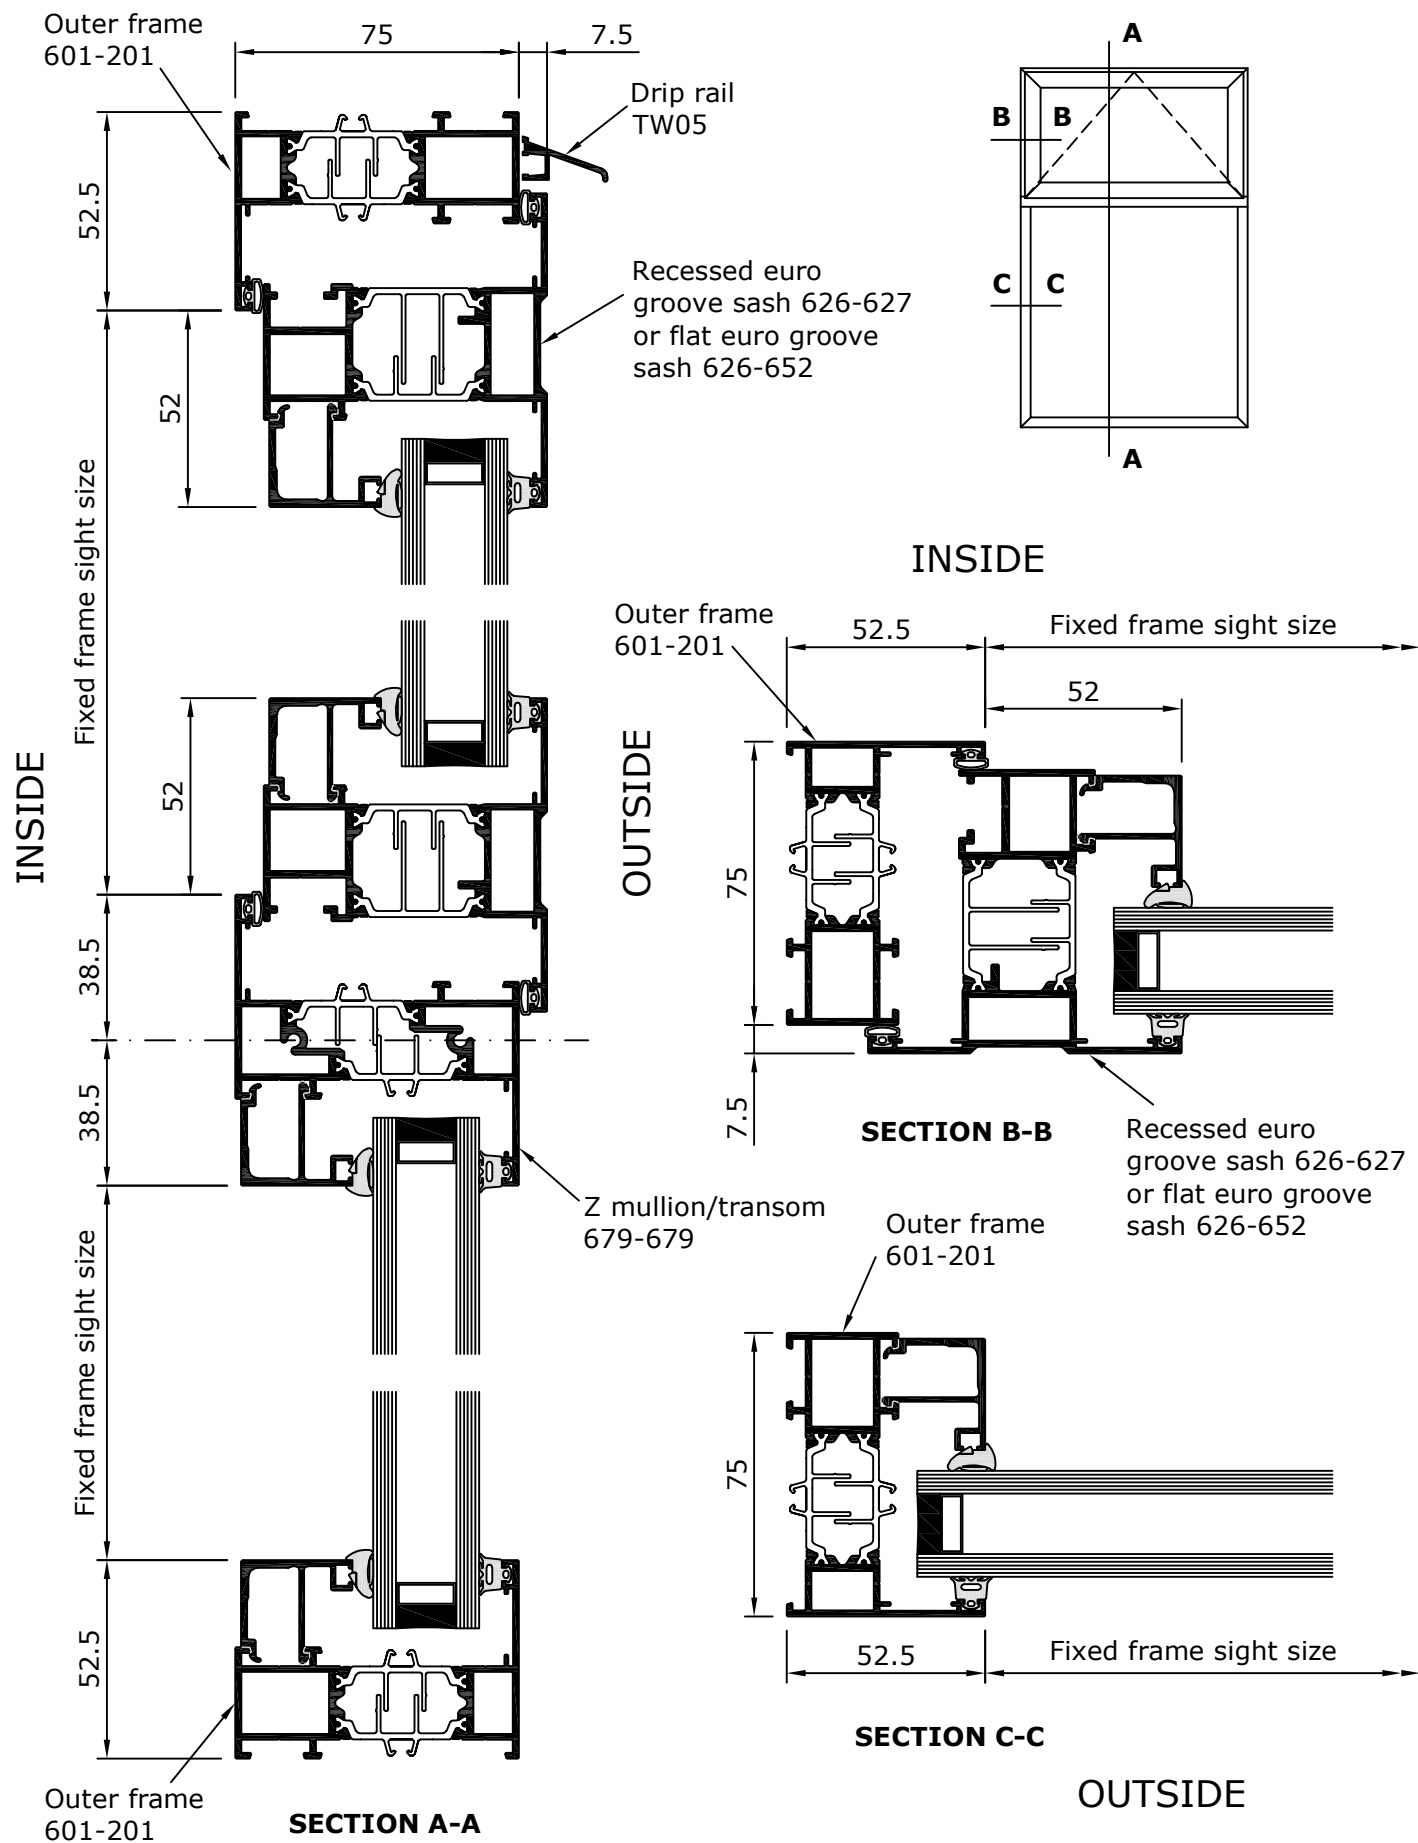 Outer frame
601-201
75
7.5
Drip rail
TW05
52.5
Recessed euro
groove sash 626-627
or flat euro groove
sash 626-652
52
Fixed frame sight size
INSIDE
52
38.5
38.5
Z mullion/transom
679-679
Fixed frame sight size
52.5
Outer frame
601-201
SECTION A-A
A
B
B
C
C
A
INSIDE
Outer frame
601-201
52.5
Fixed frame sight size
52
OUTSIDE
75
7.5
SECTION B-B
Recessed euro
groove sash 626-627
or flat euro groove
sash 626-652
Outer frame
601-201
75
52.5
Fixed frame sight size
SECTION C-C
OUTSIDE